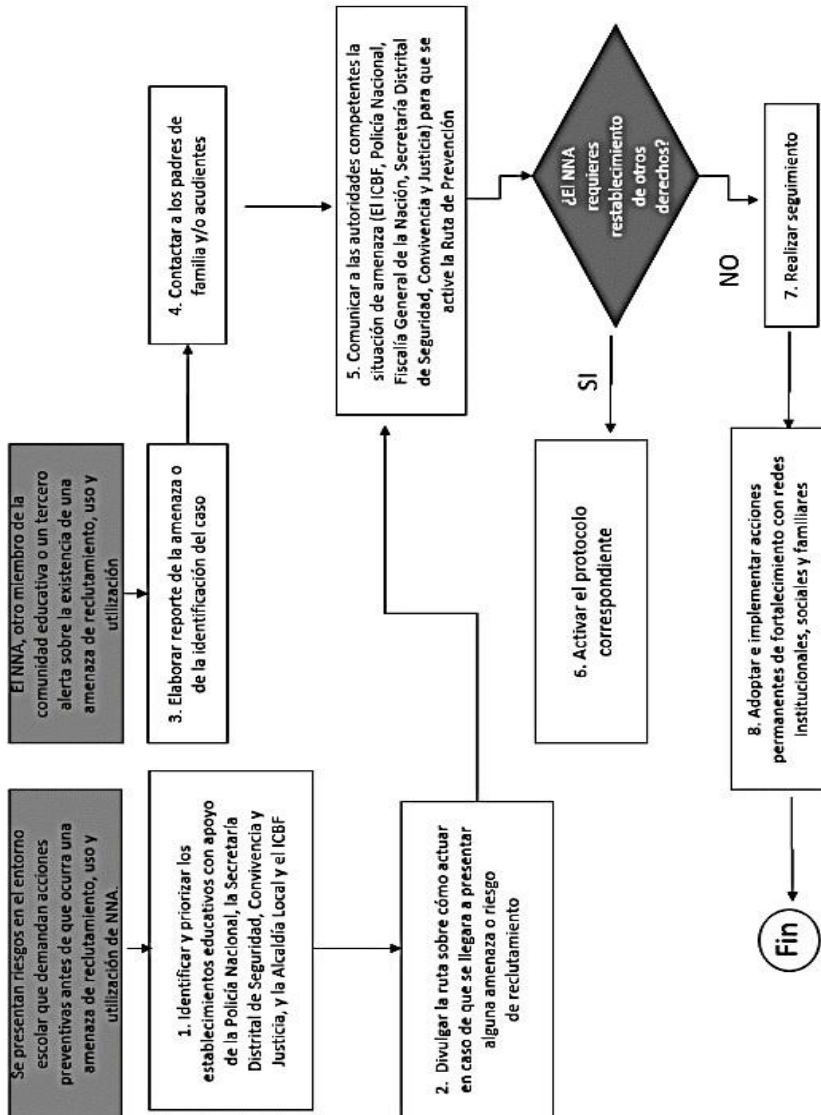 Se presentan riesgos en el entorno
escolar que demandan acciones
preventivas antes de que ocurra una
amenaza de reclutamiento, uso y
utilización de NNA.
1. Identificar y priorizar los
establecimientos educativos con apoyo
de la Policía Nacional, la Secretaría
Distrital de Seguridad, Convivencia y
Justicia, y la Alcaldía Local y el ICBF
2. Divulgar la ruta sobre cómo actuar
en caso de que se llegara a presentar
alguna amenaza o riesgo
de reclutamiento
El NNA, otro miembro de la
comunidad educativa o un tercero
alerta sobre la existencia de una
amenaza de reclutamiento, uso y
utilización
3. Elaborar reporte de la amenaza o
de la identificación del caso
4. Contactar a los padres de
familia y/o acudientes
5. Comunicar a las autoridades competentes la
situación de amenaza (El ICBF, Policía Nacional,
Fiscalía General de la Nación, Secretaría Distrital
de Seguridad, Convivencia y Justicia) para que se
active la Ruta de Prevención
¿El NNA
requieres
restablecimiento
de otros
derechos?
SI
NO
6. Activar el protocolo
correspondiente
7. Realizar seguimiento
8. Adoptar e implementar acciones
permanentes de fortalecimiento con redes
Institucionales, sociales y familiares
Fin